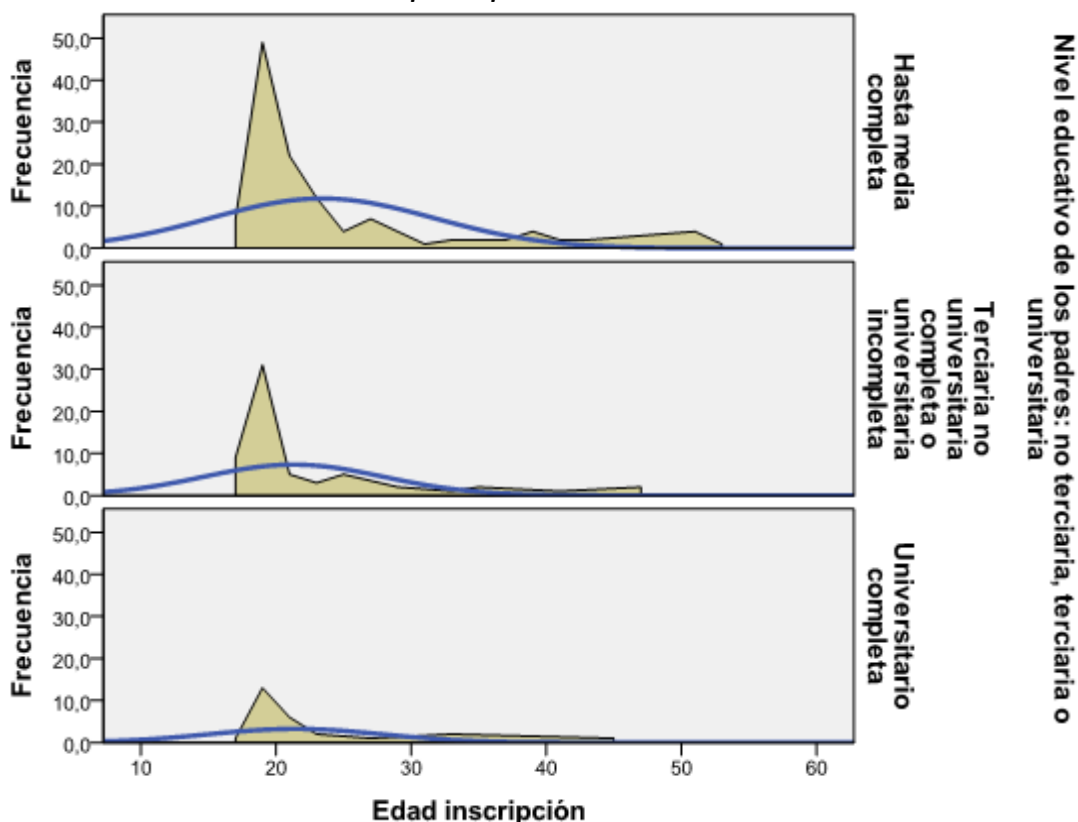 Frecuencia
50,0
40,0
30,0
20,0
10,0
0,0
Hasta media
completa
Frecuencia
50,0
40,0
30,0
20,0
10,0
0,0
Terciaria no
universitaria
completa o
universitaria
incompleta
Frecuencia
50,0
40,0
30,0
20,0
10,0
0,0
Universitario
completa
10 20 30 40 50 60
Edad inscripción
Nivel educativo de los padres: no terciaria, terciaria o
universitaria